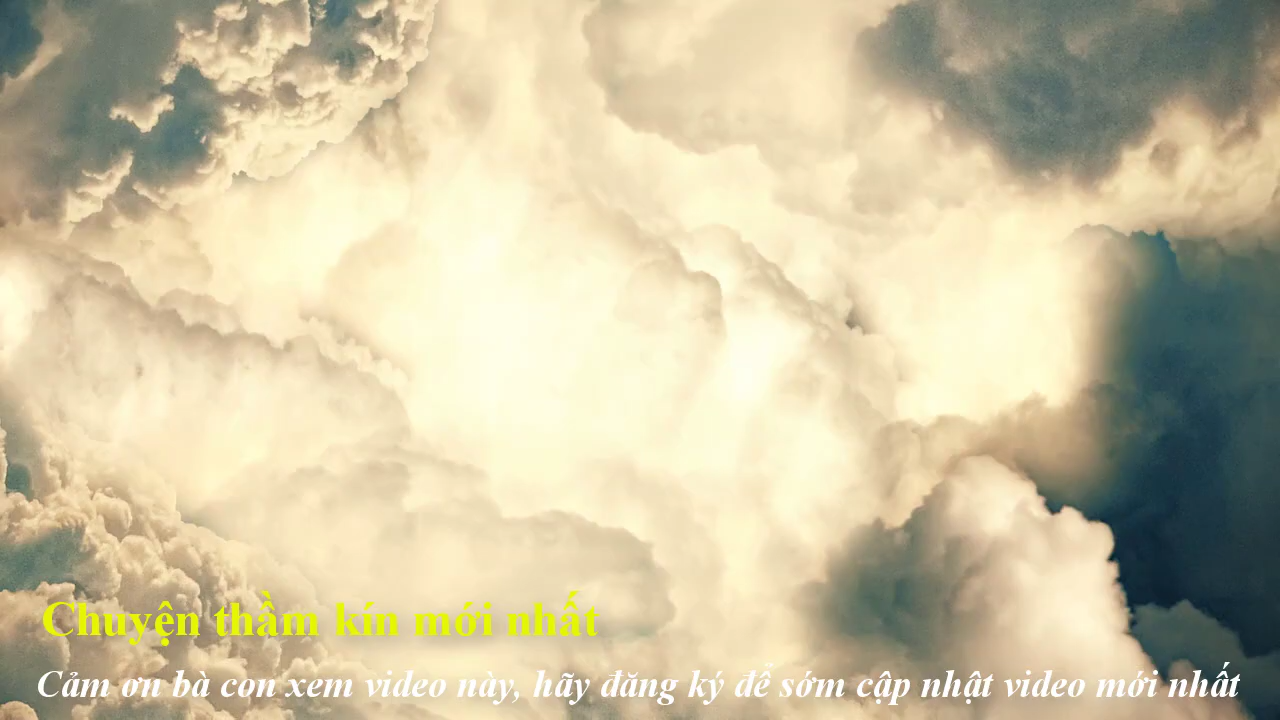 Chuyện thầm kín mới nhất
Cảm ơn bà con xem video này, hãy đăng ký để sớm cập nhật video mới nhất